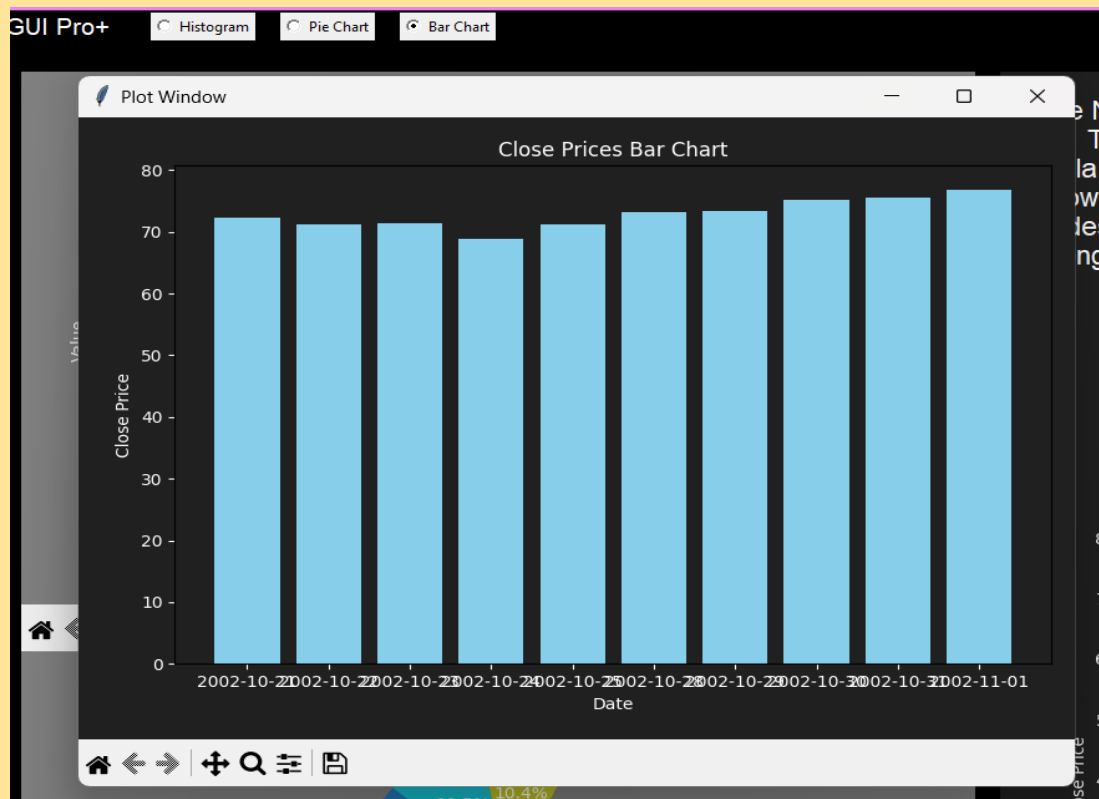 GUI Pro+
Histogram
Pie Chart
Bar Chart
Plot Window
Close Prices Bar Chart
80
70
60
50
40
30
20
10
0
Close Price
2002-10-21
2002-10-22
2002-10-23
2002-10-24
2002-10-25
2002-10-28
2002-10-29
2002-10-30
2002-10-31
2002-11-01
Date
Value
10.4%